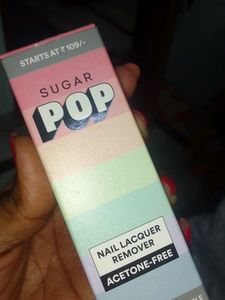 STARTS AT ₹ 109/-
SUGAR
POP
NAIL LACQUER
REMOVER
ACETONE-FREE